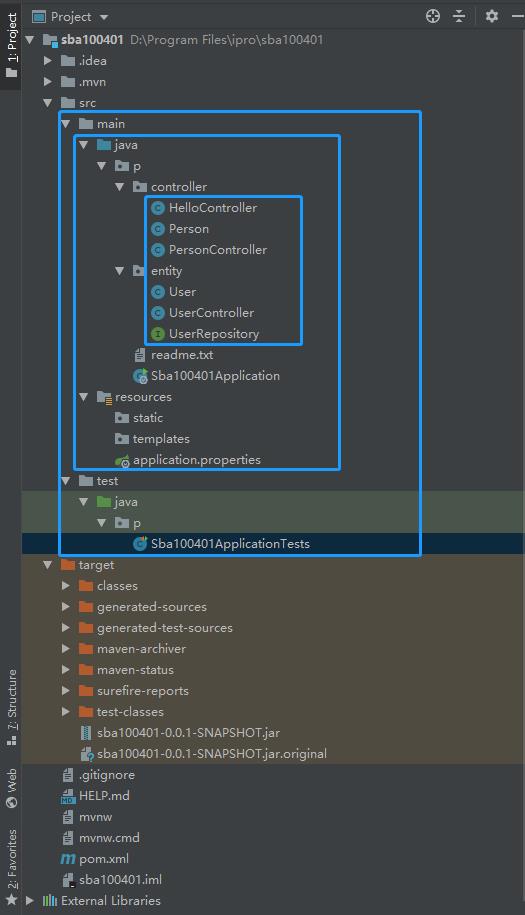 Project
sba100401 D:\Program Files\ipro\sba100401
.idea
.mvn
src
main
java
p
controller
HelloController
Person
PersonController
entity
User
UserController
UserRepository
readme.txt
Sba100401Application
resources
static
templates
application.properties
test
java
p
Sba100401ApplicationTests
target
classes
generated-sources
generated-test-sources
maven-archiver
maven-status
surefire-reports
test-classes
sba100401-0.0.1-SNAPSHOT.jar
sba100401-0.0.1-SNAPSHOT.jar.original
.gitignore
HELP.md
mvnw
mvnw.cmd
pom.xml
sba100401.iml
External Libraries
1: Project
7: Structure
Web
2: Favorites